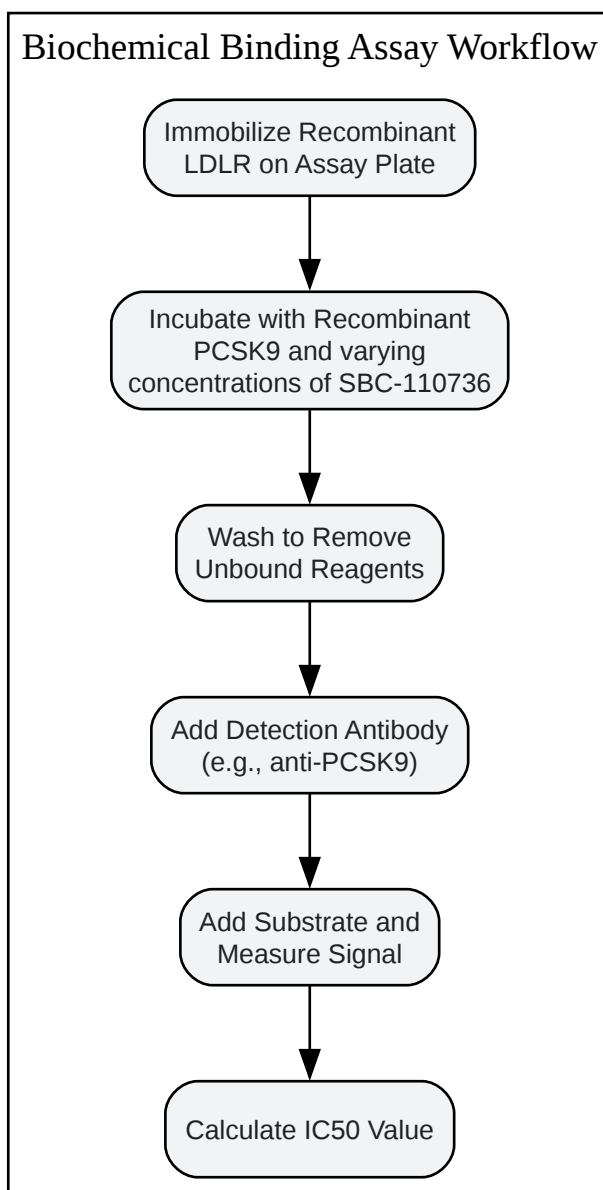 Biochemical Binding Assay Workflow
Immobilize Recombinant
LDLR on Assay Plate
Incubate with Recombinant
PCSK9 and varying
concentrations of SBC-110736
Wash to Remove
Unbound Reagents
Add Detection Antibody
(e.g., anti-PCSK9)
Add Substrate and
Measure Signal
Calculate IC50 Value